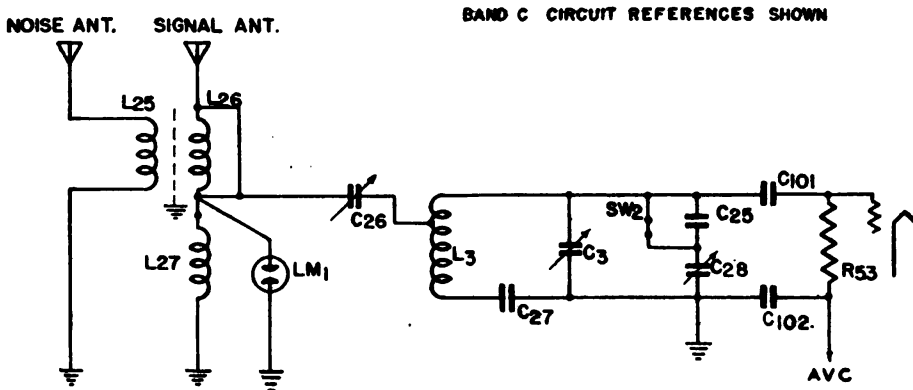 BAND C CIRCUIT REFERENCES SHOWN
NOISE ANT. SIGNAL ANT.
L25
L26
C26
L27
LM1
L3
C27
C3
SW2
C25
C28
C101
R53
C102.
AVC